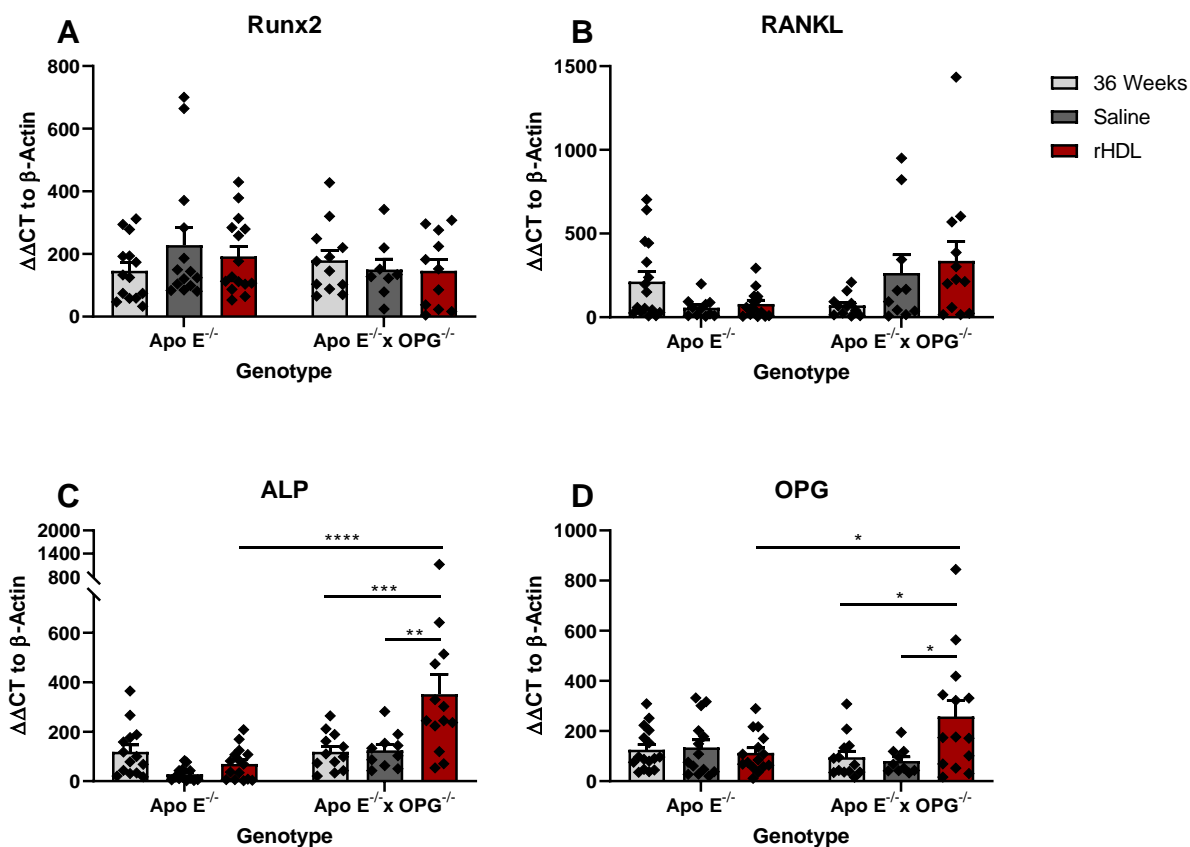 A Runx2
800
600
400
200
0
ΔΔCT to β-Actin
Apo E-/- Apo E-/-x OPG-/-
Genotype
B RANKL
1500
1000
500
0
ΔΔCT to β-Actin
Apo E-/- Apo E-/-x OPG-/-
Genotype
36 Weeks
Saline
rHDL
C ALP
2000
1400
800
600
400
200
0
ΔΔCT to β-Actin
****
***
**
Apo E-/- Apo E-/-x OPG-/-
Genotype
D OPG
1000
800
600
400
200
0
ΔΔCT to β-Actin
*
*
*
Apo E-/- Apo E-/-x OPG-/-
Genotype